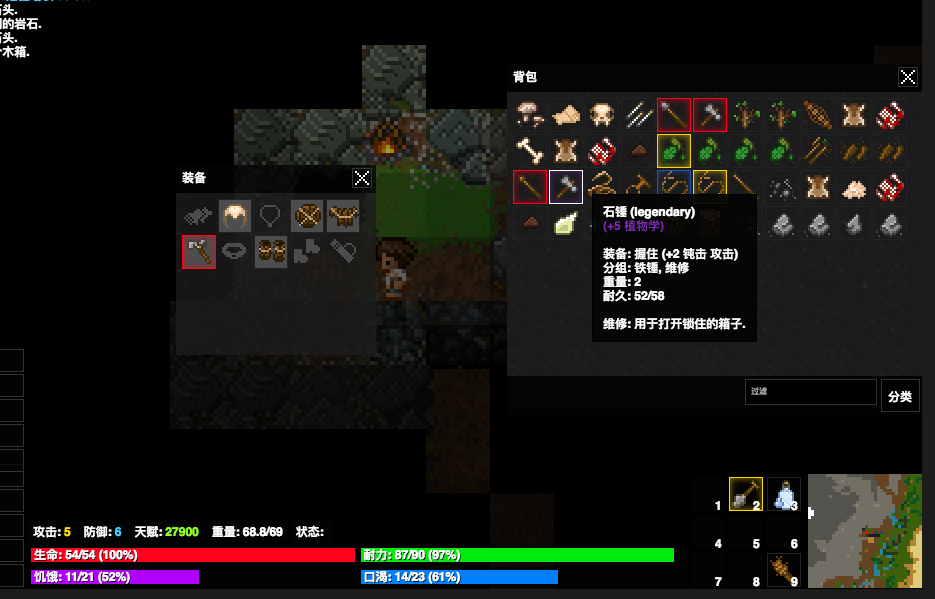 石头.
的岩石.
石头.
木箱.
背包
装备
石锤 (legendary)
(+5 植物学)
装备: 握住 (+2 钝击 攻击)
分组: 铁锤, 维修
重量: 2
耐久: 52/58
维修: 用于打开锁住的箱子.
过滤
分类
1
2
3
4
5
6
7
8
9
攻击: 5 防御: 6 天赋: 27900 重量: 68.8/69 状态:
生命: 54/54 (100%)
耐力: 87/90 (97%)
饥饿: 11/21 (52%)
口渴: 14/23 (61%)